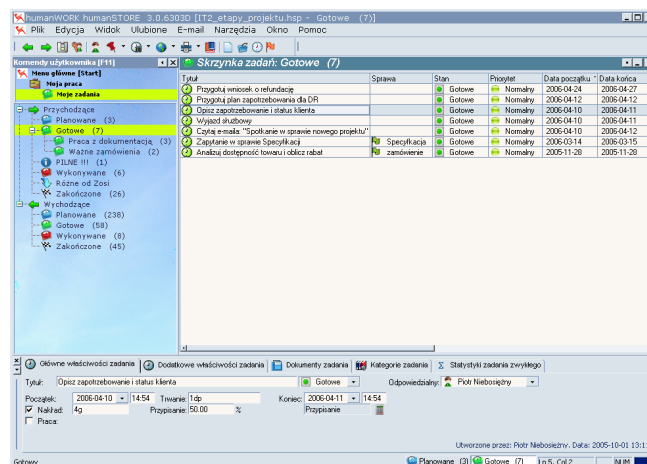 humanWORK humanSTORE 3.0.6303D [IT2_etapy_projektu.hsp - Gotowe (7)]
Plik Edycja Widok Ulubione E-mail Narzędzia Okno Pomoc
Komendy użytkownika [F11]
Skrzynka zadań: Gotowe (7)
Menu główne [Start]
Moja praca
Moje zadania
Przychodzące
Planowane (3)
Gotowe (7)
Praca z dokumentacją (3)
Ważne zamówienia (2)
PILNE !!! (1)
Wykonywane (6)
Różne od Zosi
Zakończone (26)
Wychodzące
Planowane (238)
Gotowe (58)
Wykonywane (8)
Zakończone (45)
Tytuł Sprawa Stan Priorytet Data początku Data końca
Przygotuj wniosek o refundację Gotowe Normalny 2006-04-24 2006-04-27
Przygotuj plan zapotrzebowania dla DR Gotowe Normalny 2006-04-10 2006-04-12
Opisz zapotrzebowanie i status klienta Gotowe Normalny 2006-04-10 2006-04-11
Wyjazd służbowy Gotowe Normalny 2006-04-10 2006-04-11
Czytaj e-maila: "Spotkanie w sprawie nowego projektu" Gotowe Normalny 2006-04-10 2006-04-12
Zapytanie w sprawie Specyfikacji Specyfikacja Gotowe Normalny 2006-03-14 2006-03-15
Analizuj dostępność towaru i oblicz rabat zamówienie Gotowe Normalny 2005-11-28 2005-11-28
Główne właściwości zadania Dodatkowe właściwości zadania Dokumenty zadania Kategorie zadania Statystyki zadania zwykłego
Tytuł: Opisz zapotrzebowanie i status klienta Gotowe Odpowiedzialny: Piotr Niebosiężny
Początek: 2006-04-10 14:54 Trwanie: 1dp Koniec: 2006-04-11 14:54
Nakład: 4g Przypisanie: 50.00 % Przypisanie
Praca:
Utworzone przez: Piotr Niebosiężny. Data: 2005-10-01 13:1
Gotowy Planowane (3) Gotowe (7) Ln 5, Col 2 NUM